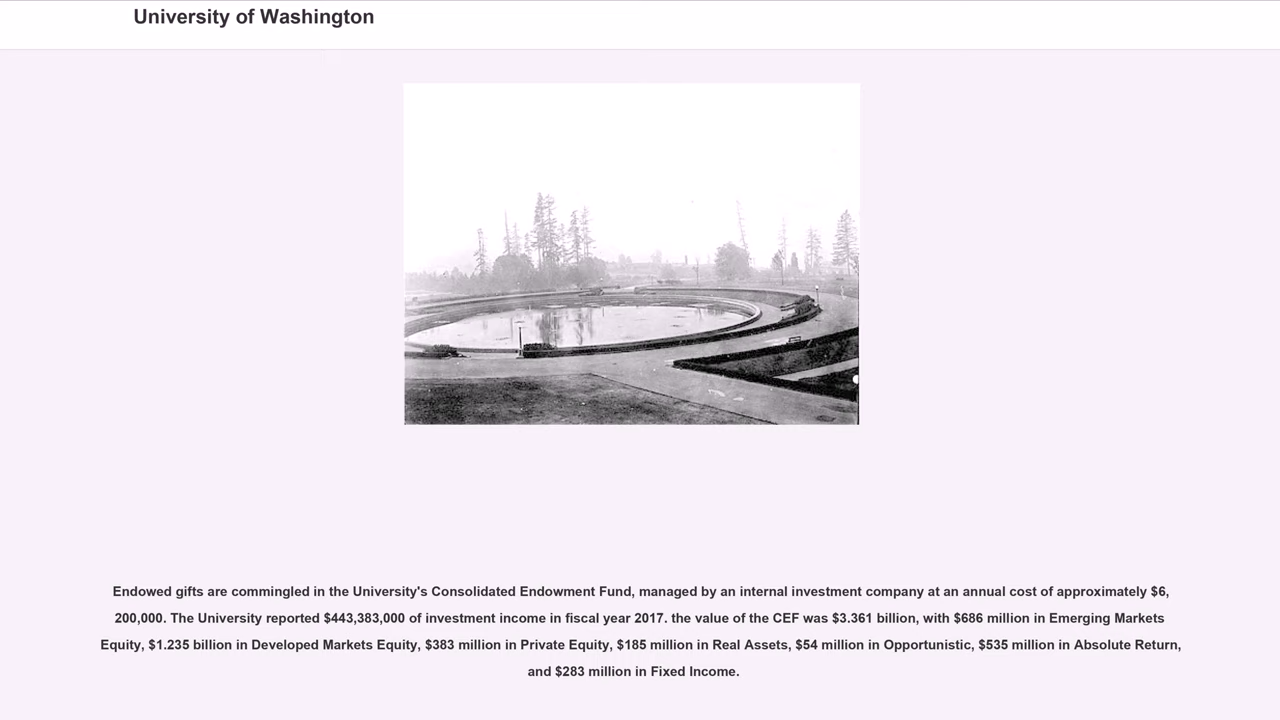 University of Washington
Endowed gifts are commingled in the University's Consolidated Endowment Fund, managed by an internal investment company at an annual cost of approximately $6,
200,000. The University reported $443,383,000 of investment income in fiscal year 2017. the value of the CEF was $3.361 billion, with $686 million in Emerging Markets
Equity, $1.235 billion in Developed Markets Equity, $383 million in Private Equity, $185 million in Real Assets, $54 million in Opportunistic, $535 million in Absolute Return,
and $283 million in Fixed Income.